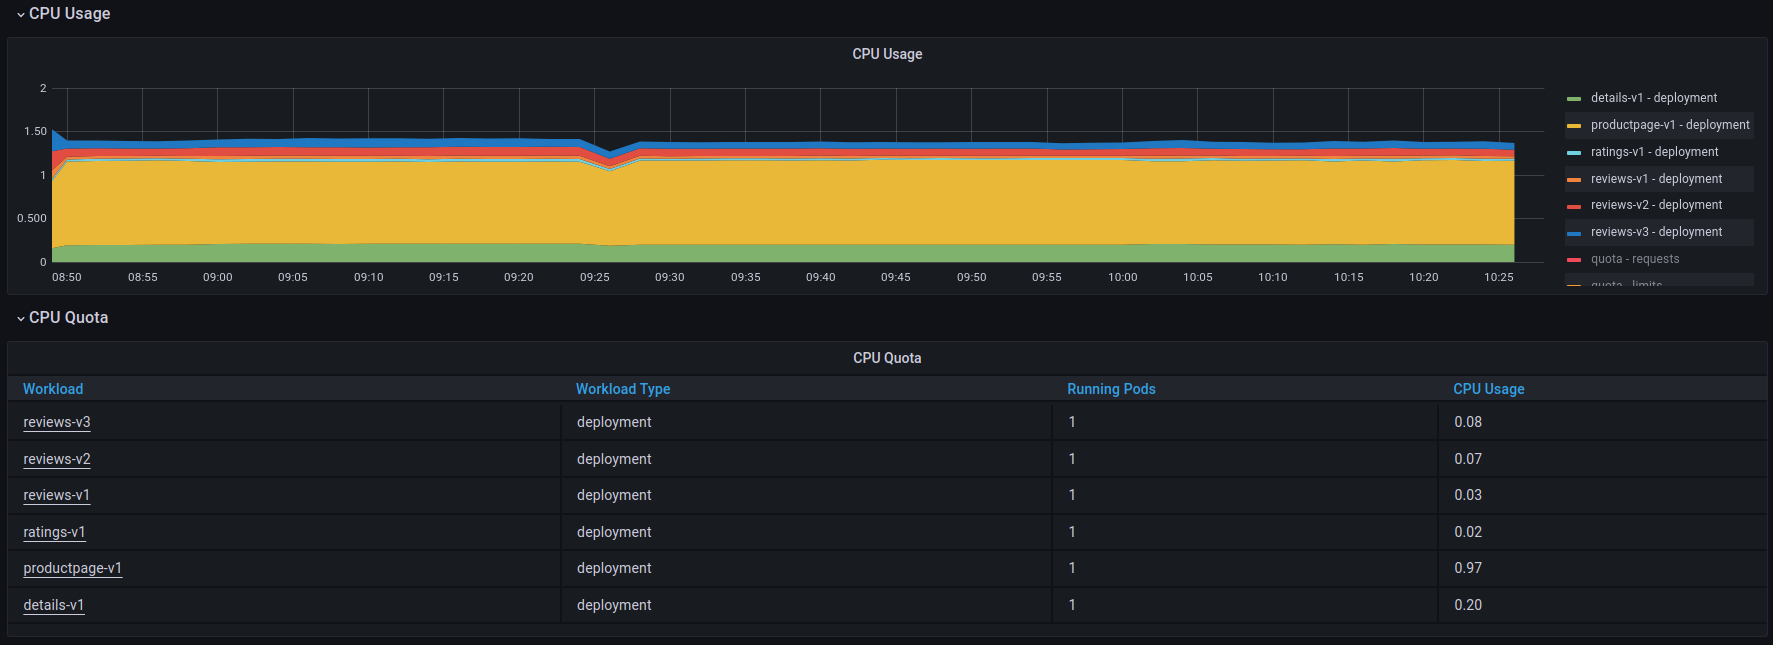 CPU Usage
CPU Usage
2
1.50
1
0.500
0
08:50 08:55 09:00 09:05 09:10 09:15 09:20 09:25 09:30 09:35 09:40 09:45 09:50 09:55 10:00 10:05 10:10 10:15 10:20 10:25
details-v1 - deployment
productpage-v1 - deployment
ratings-v1 - deployment
reviews-v1 - deployment
reviews-v2 - deployment
reviews-v3 - deployment
quota - requests
quota - limits
CPU Quota
CPU Quota
Workload Workload Type Running Pods CPU Usage
reviews-v3 deployment 1 0.08
reviews-v2 deployment 1 0.07
reviews-v1 deployment 1 0.03
ratings-v1 deployment 1 0.02
productpage-v1 deployment 1 0.97
details-v1 deployment 1 0.20